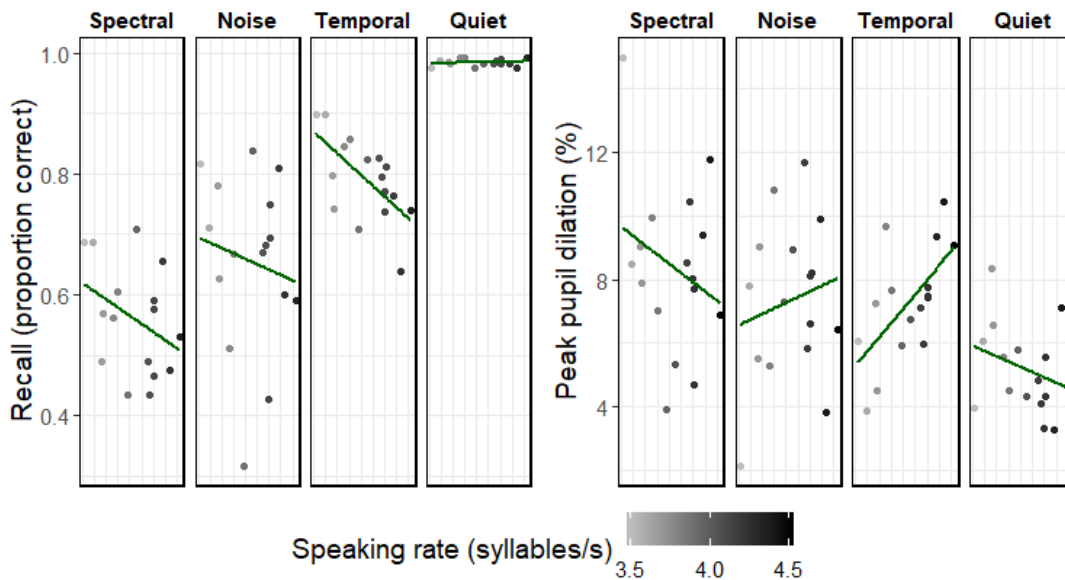 Spectral Noise Temporal Quiet
1.0
0.8
0.6
0.4
Recall (proportion correct)
Spectral Noise Temporal Quiet
12
8
4
Peak pupil dilation (%)
Speaking rate (syllables/s)
3.5 4.0 4.5